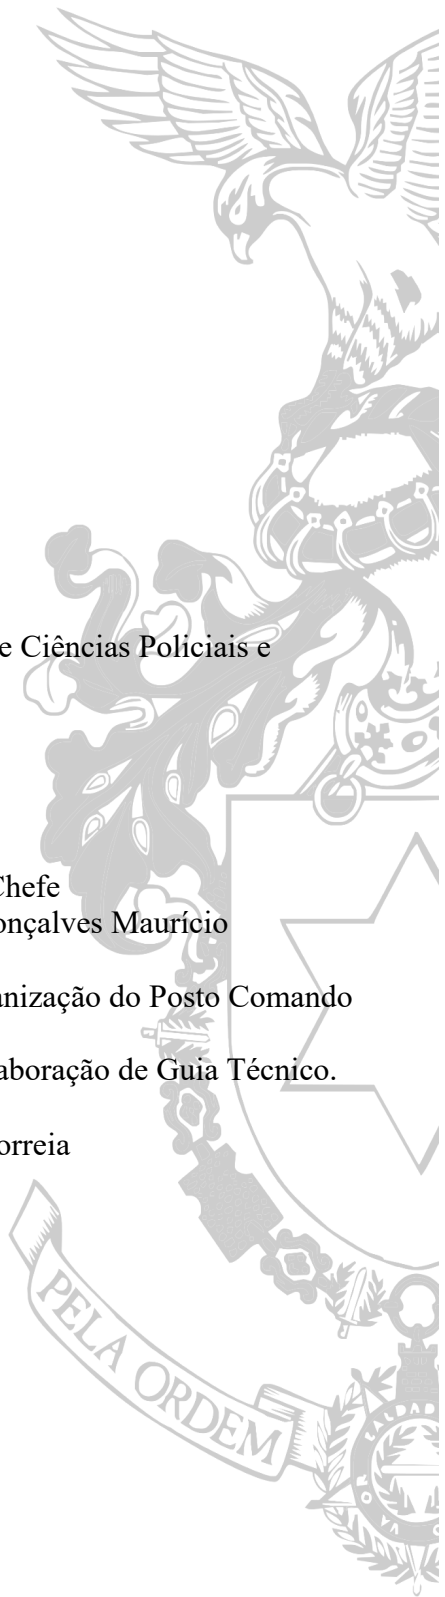 e Ciências Policiais e
Chefe
onçalves Maurício
anização do Posto Comando
aboração de Guia Técnico.
orreia
PELA ORDEM